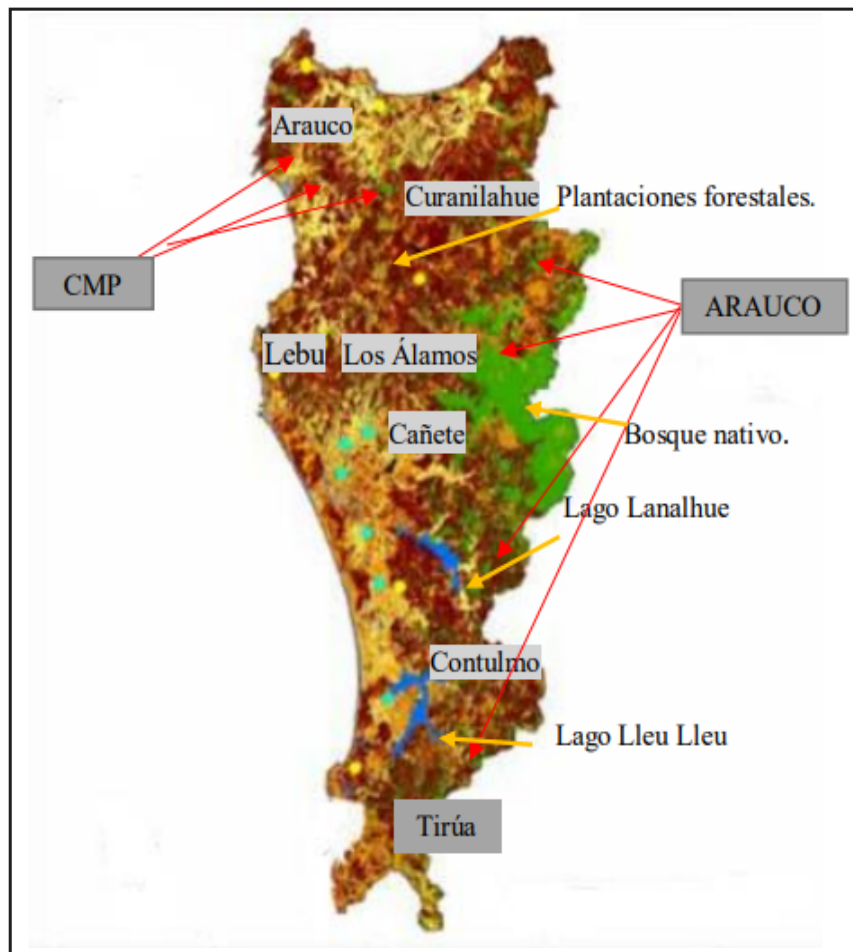 Arauco
Curanilahue
Plantaciones forestales.
CMP
ARAUCO
Lebu
Los Álamos
Cañete
Bosque nativo.
Lago Lanalhue
Contulmo
Lago Lleu Lleu
Tirúa